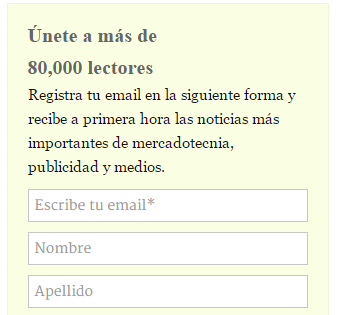 Únete a más de
80,000 lectores
Registra tu email en la siguiente forma y
recibe a primera hora las noticias más
importantes de mercadotecnia,
publicidad y medios.
Escribe tu email*
Nombre
Apellido